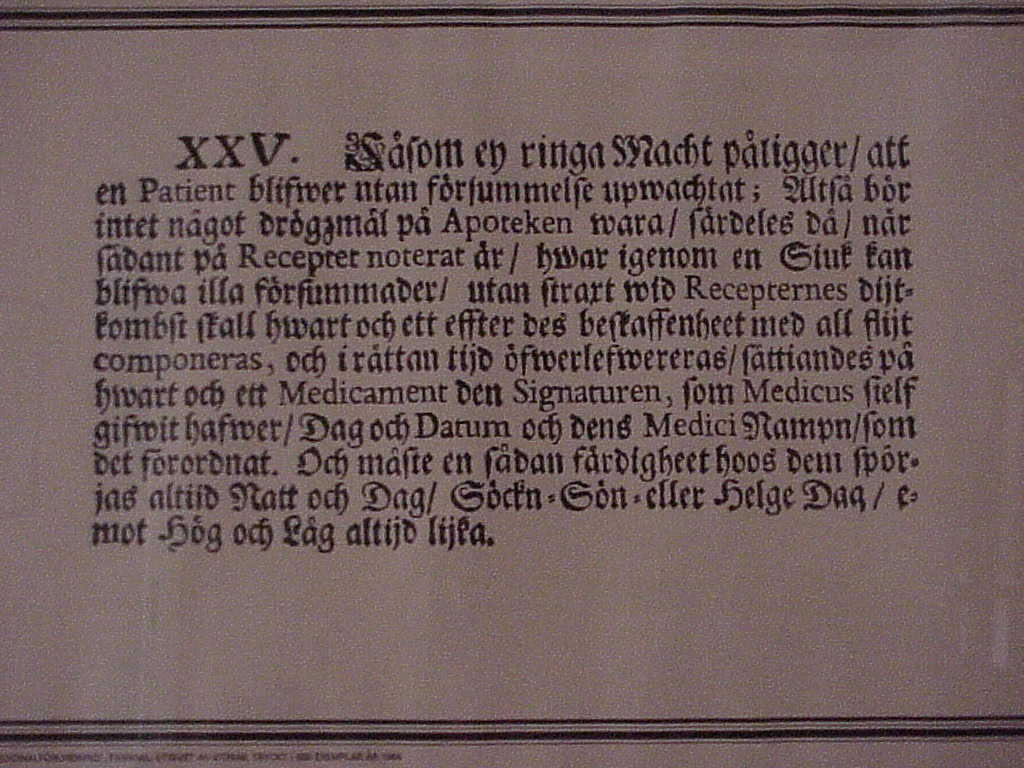 XXV. Såsom ey ringa Macht påligger/ att
en Patient blifwer utan försummelse upwachtat; Altså bör
intet något drögzmål på Apoteken wara/ särdeles då/ när
sådant på Receptet noterat är/ hwar igenom en Siuk kan
blifwa illa försummader/ utan straxt wid Recepternes dijt-
kombst skall hwart och ett effter des beskaffenheet med all flijt
componeras, och i rättan tijd öfwerlefwereras/ sättiandes på
hwart och ett Medicament den Signaturen, som Medicus sielf
gifwit hafwer/ Dag och Datum och dens Medici Nampn/ som
det förordnat. Och måste en sådan färdigheet hoos dem spör-
jas altijd Natt och Dag/ Söckn-Sön-eller Helge Dag/ e-
mot Hög och Låg altijd lijka.